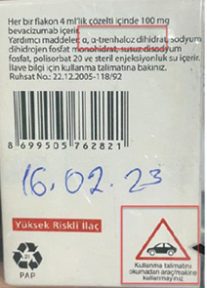 Her bir flakon 4 ml'lik çözelti içinde 100 mg
bevacizumab içerir.
Yardımcı maddeler: α, α-trehaloz dihidrat, sodyum
dihidrojen fosfat monohidrat, susuz disodyum
fosfat, polisorbat 20 ve steril enjeksiyonluk su içerir.
İlave bilgi için kullanma talimatına bakınız.
Ruhsat No.: 22.12.2005-118/92
8 699505 762821
16.02.23
Yüksek Riskli İlaç
PAP
Kullanma talimatını
okumadan araç/makine
kullanmayınız.